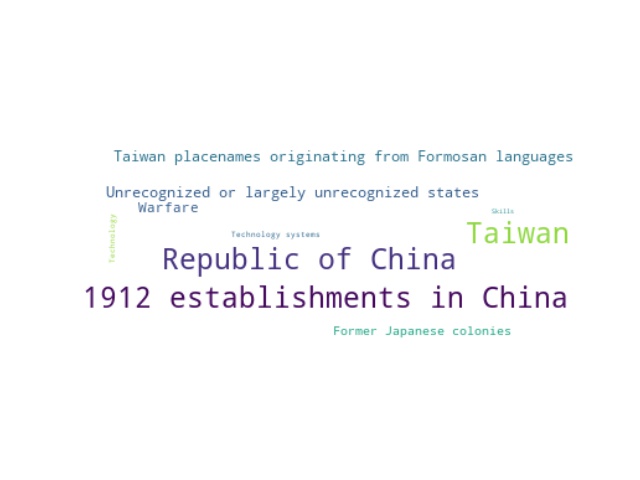 Taiwan placenames originating from Formosan languages
Unrecognized or largely unrecognized states
Warfare
Skills
Technology
Technology systems
Taiwan
Republic of China
1912 establishments in China
Former Japanese colonies